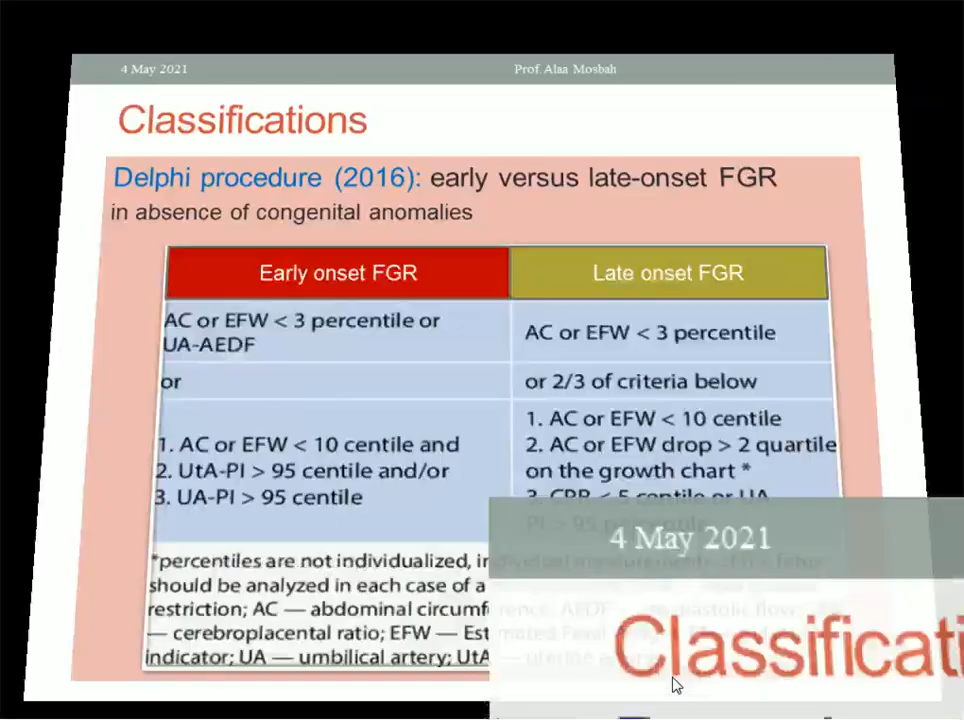 4 May 2021
Prof. Alaa Mosbah
Classifications
Delphi procedure (2016): early versus late-onset FGR
in absence of congenital anomalies
Early onset FGR
Late onset FGR
AC or EFW < 3 percentile or
UA-AEDF
AC or EFW < 3 percentile
or
or 2/3 of criteria below
1. AC or EFW < 10 centile and
2. UtA-PI > 95 centile and/or
3. UA-PI > 95 centile
1. AC or EFW < 10 centile
2. AC or EFW drop > 2 quartile
on the growth chart *
3. CPR < 5 centile or UA
PI > 95
*percentiles are not individualized,
should be analyzed in each case of a
restriction; AC — abdominal
— cerebroplacental ratio; EFW —
indicator; UA — umbilical artery; UtA — uterine
4 May 2021
Classificati